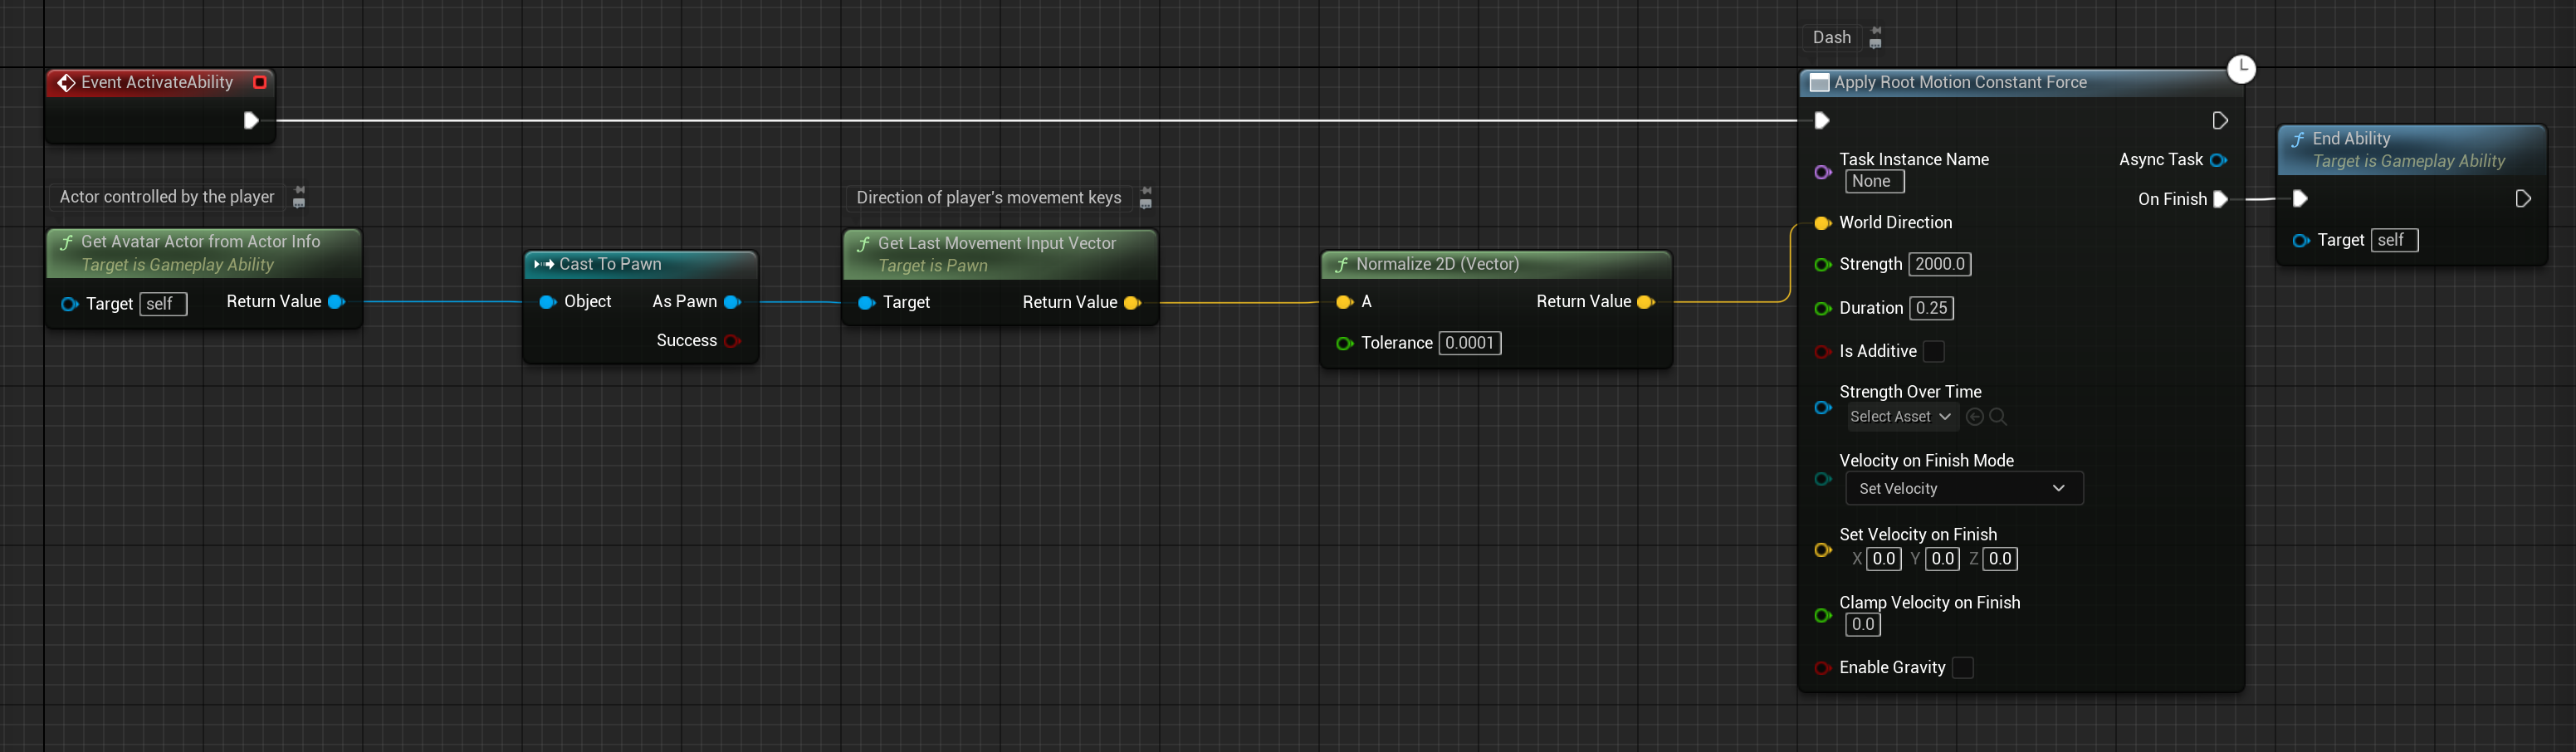 Dash
Event ActivateAbility
Actor controlled by the player
Get Avatar Actor from Actor Info
Target is Gameplay Ability
Target self
Return Value
Cast To Pawn
Object
As Pawn
Success
Direction of player's movement keys
Get Last Movement Input Vector
Target is Pawn
Target
Return Value
Normalize 2D (Vector)
A
Return Value
Tolerance 0.0001
Apply Root Motion Constant Force
Task Instance Name
None
Async Task
On Finish
World Direction
Strength 2000.0
Duration 0.25
Is Additive
Strength Over Time
Select Asset
Velocity on Finish Mode
Set Velocity
Set Velocity on Finish
X 0.0 Y 0.0 Z 0.0
Clamp Velocity on Finish
0.0
Enable Gravity
End Ability
Target is Gameplay Ability
Target self